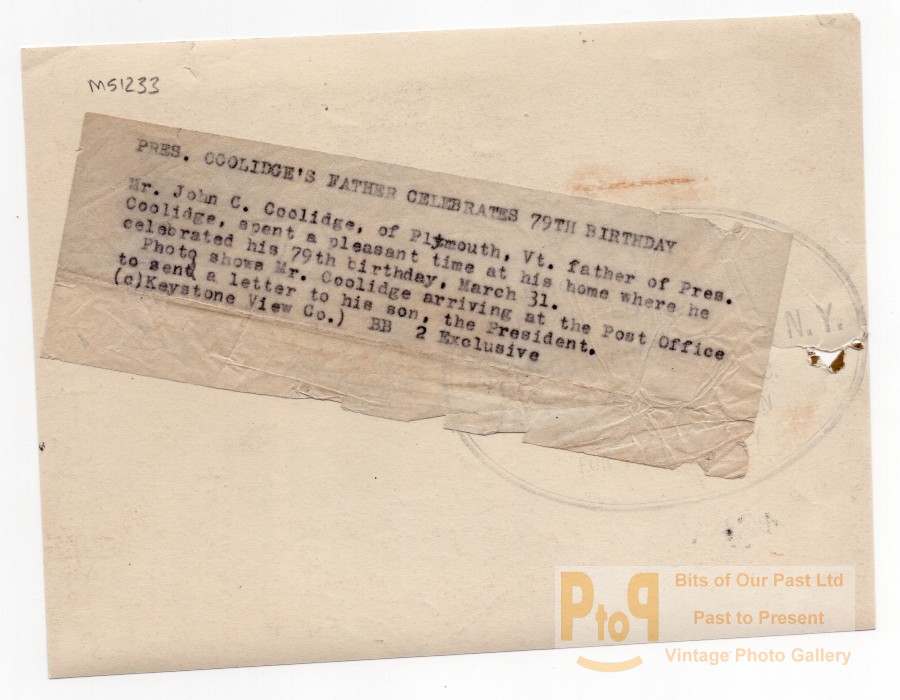 M51233
PRES. COOLIDGE'S FATHER CELEBRATES 79TH BIRTHDAY
Mr. John C. Coolidge, of Plymouth, Vt. father of Pres.
Coolidge, spent a pleasant time at his home where he
celebrated his 79th birthday, March 31.
Photo shows Mr. Coolidge arriving at the Post Office
to send a letter to his son, the President.
(c)Keystone View Co.) BB 2 Exclusive
N.Y.
PtoP
Bits of Our Past Ltd
Past to Present
Vintage Photo Gallery